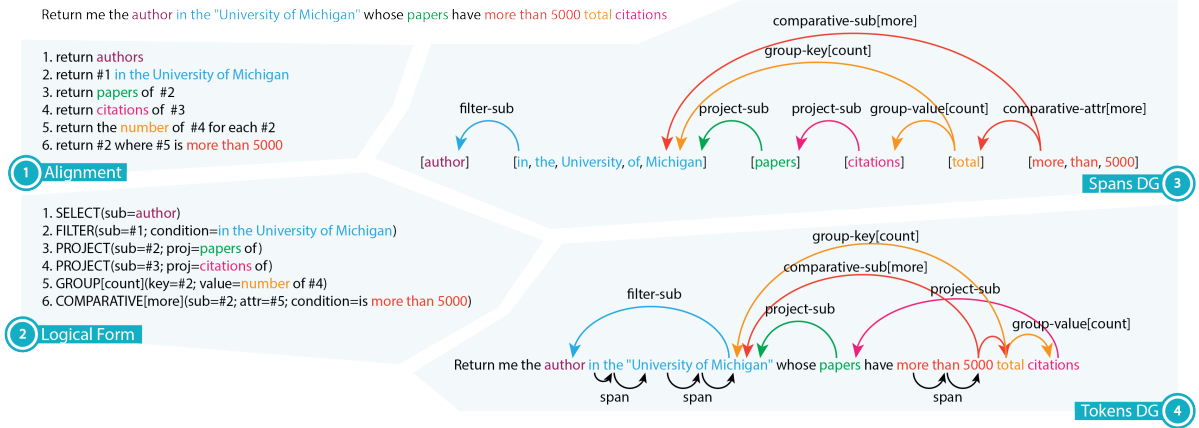 Return me the author in the "University of Michigan" whose papers have more than 5000 total citations
1. return authors
2. return #1 in the University of Michigan
3. return papers of #2
4. return citations of #3
5. return the number of #4 for each #2
6. return #2 where #5 is more than 5000
1 Alignment
1. SELECT(sub=author)
2. FILTER(sub=#1; condition=in the University of Michigan)
3. PROJECT(sub=#2; proj=papers of)
4. PROJECT(sub=#3; proj=citations of)
5. GROUP[count](key=#2; value=number of #4)
6. COMPARATIVE[more](sub=#2; attr=#5; condition=is more than 5000)
2 Logical Form
comparative-sub[more]
group-key[count]
filter-sub project-sub project-sub group-value[count] comparative-attr[more]
[author] [in, the, University, of, Michigan] [papers] [citations] [total] [more, than, 5000]
Spans DG 3
group-key[count]
comparative-sub[more]
filter-sub project-sub project-sub
group-value[count]
Return me the author in the "University of Michigan" whose papers have more than 5000 total citations
span span span
Tokens DG 4